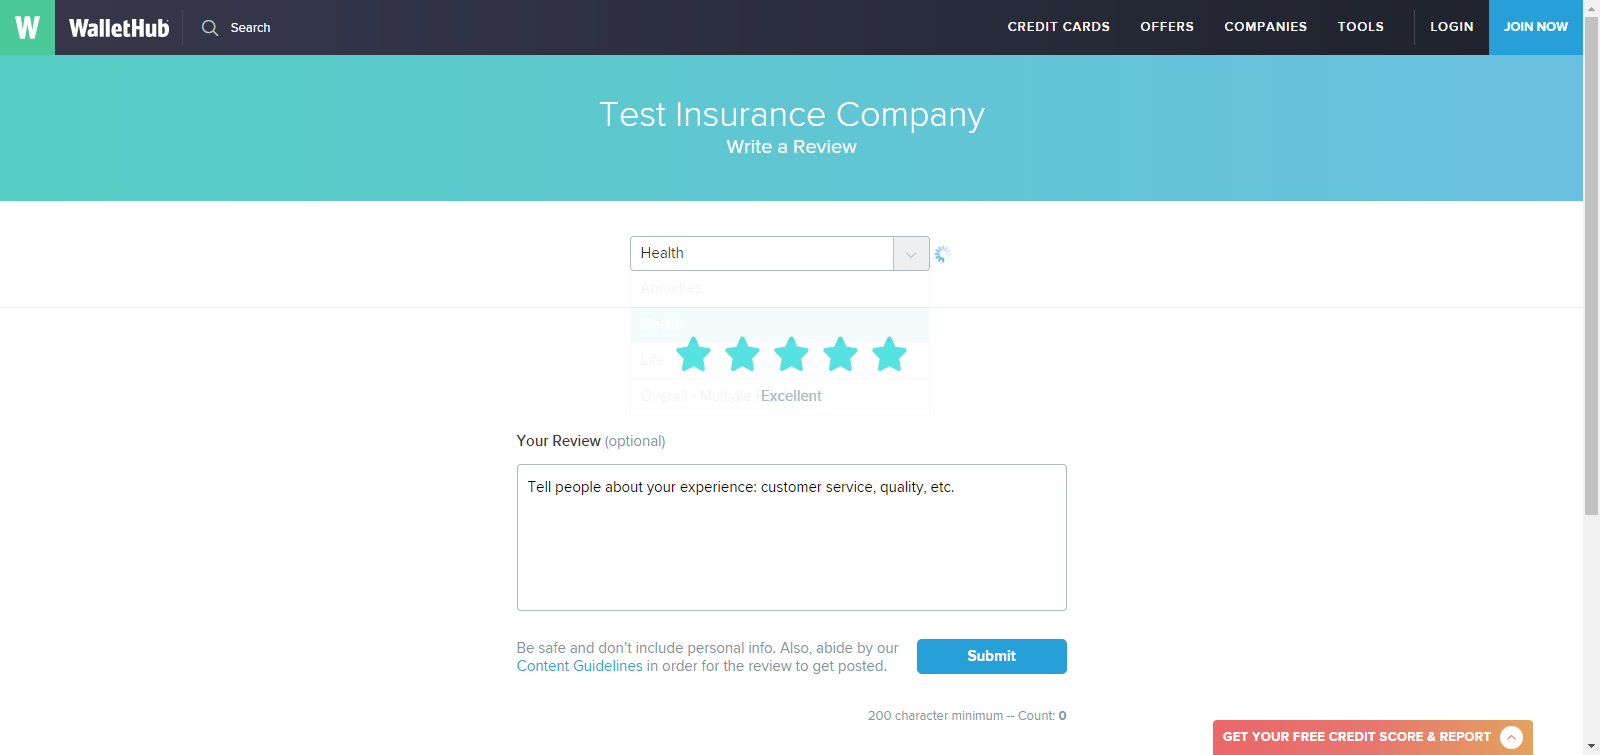 W WalletHub Search CREDIT CARDS OFFERS COMPANIES TOOLS LOGIN JOIN NOW
Test Insurance Company
Write a Review
Health
Annuities
Health
Life
Overall - Multiple
Excellent
Your Review (optional)
Tell people about your experience: customer service, quality, etc.
Be safe and don't include personal info. Also, abide by our
Content Guidelines in order for the review to get posted.
Submit
200 character minimum -- Count: 0
GET YOUR FREE CREDIT SCORE & REPORT